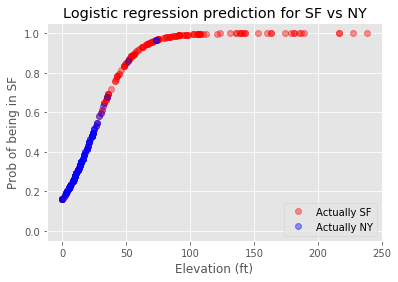 Logistic regression prediction for SF vs NY
Prob of being in SF
1.0
0.8
0.6
0.4
0.2
0.0
0
50
100
150
200
250
Elevation (ft)
Actually SF
Actually NY